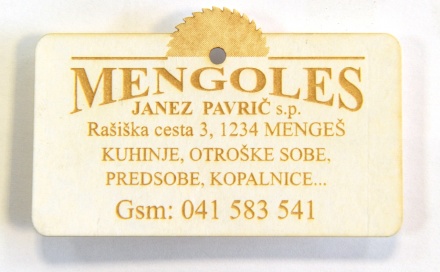 MENGOLES
JANEZ PAVRIČ s.p.
Rašiška cesta 3, 1234 MENGEŠ
KUHINJE, OTROŠKE SOBE,
PREDSOBE, KOPALNICE...
Gsm: 041 583 541